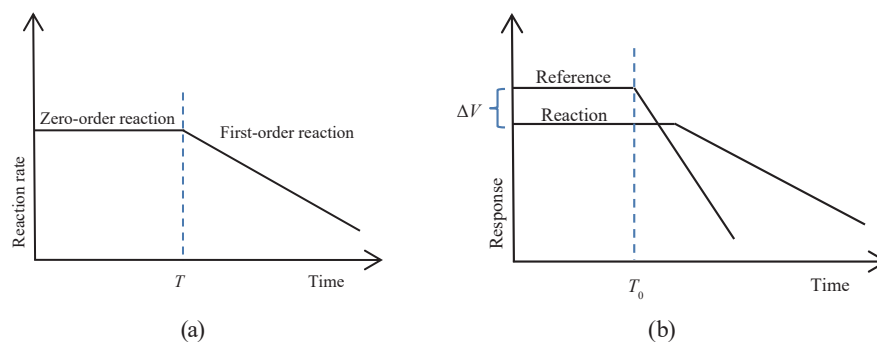 Reaction rate
Zero-order reaction
First-order reaction
T
Time
(a)
Response
Reference
ΔV
Reaction
T0
Time
(b)